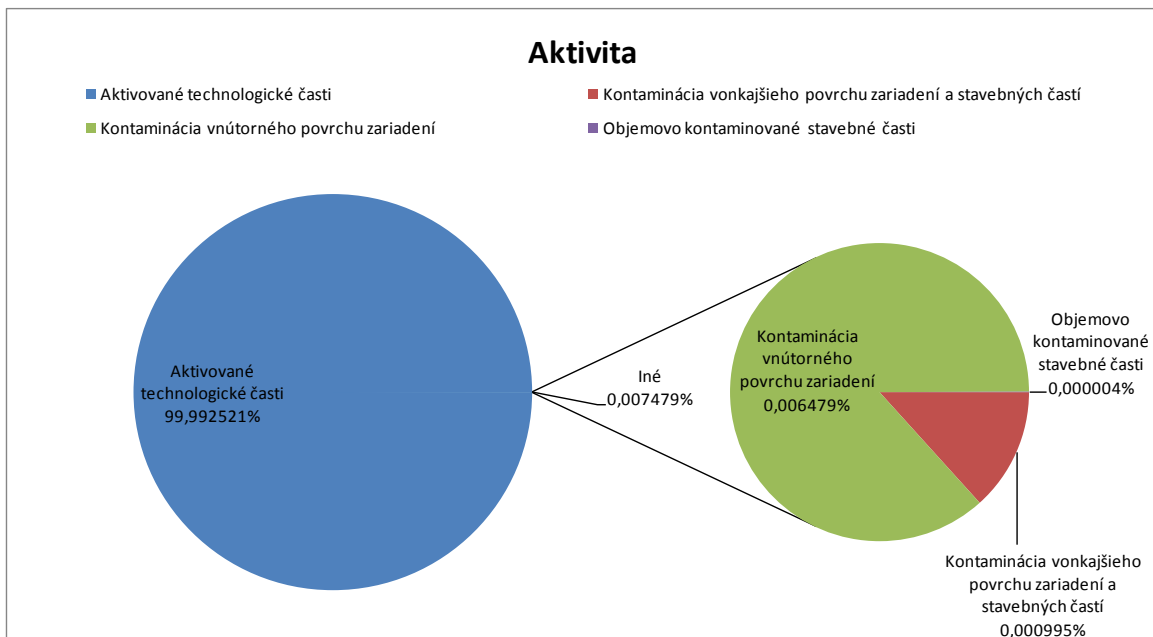 Aktivita
Aktivované technologické časti
Kontaminácia vonkajšieho povrchu zariadení a stavebných častí
Kontaminácia vnútorného povrchu zariadení
Objemovo kontaminované stavebné časti
Aktivované
technologické časti
99,992521%
Iné
0,007479%
Kontaminácia
vnútorného
povrchu zariadení
0,006479%
Objemovo
kontaminované
stavebné časti
0,000004%
Kontaminácia vonkajšieho
povrchu zariadení a
stavebných častí
0,000995%